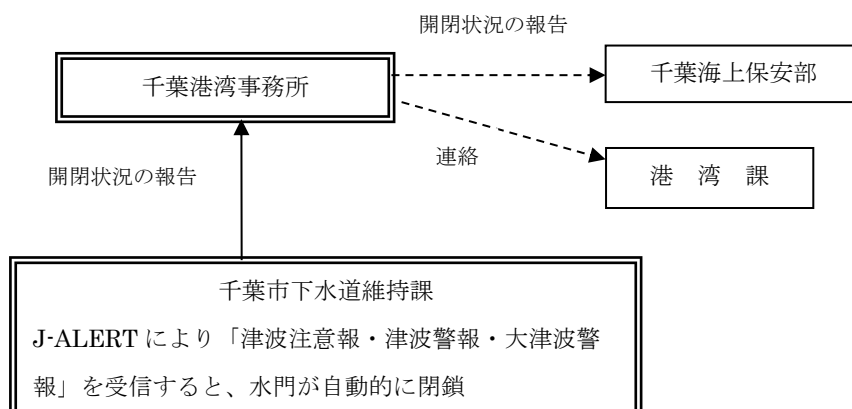 開閉状況の報告
千葉港湾事務所
千葉海上保安部
連絡
港 湾 課
開閉状況の報告
千葉市下水道維持課
J-ALERT により「津波注意報・津波警報・大津波警
報」を受信すると、水門が自動的に閉鎖